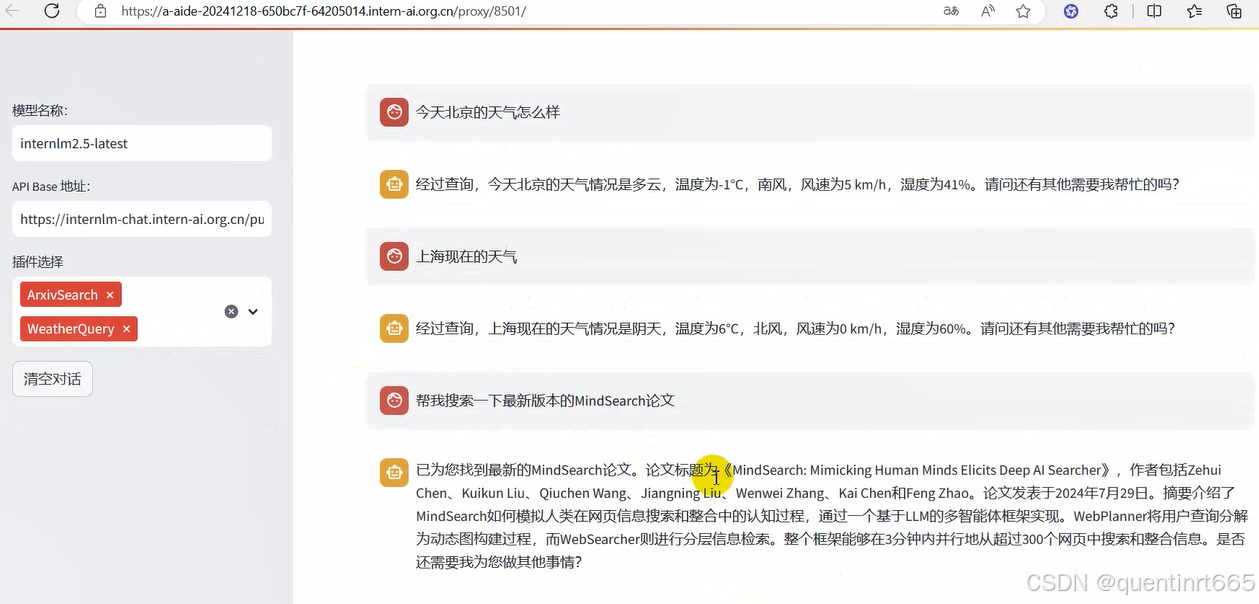 https://a-aide-20241218-650bc7f-64205014.intern-ai.org.cn/proxy/8501/
模型名称：
internlm2.5-latest
API Base 地址：
https://internlm-chat.intern-ai.org.cn/pu
插件选择
ArxivSearch ×
WeatherQuery ×
清空对话
今天北京的天气怎么样
经过查询，今天北京的天气情况是多云，温度为-1°C，南风，风速为5 km/h，湿度为41%。请问还有其他需要我帮忙的吗？
上海现在的天气
经过查询，上海现在的天气情况是阴天，温度为6°C，北风，风速为0 km/h，湿度为60%。请问还有其他需要我帮忙的吗？
帮我搜索一下最新版本的MindSearch论文
已为您找到最新的MindSearch论文。论文标题为《MindSearch: Mimicking Human Minds Elicits Deep AI Searcher》，作者包括Zehui
Chen、Kuikun Liu、Qiuchen Wang、Jiangning Liu、Wenwei Zhang、Kai Chen和Feng Zhao。论文发表于2024年7月29日。摘要介绍了
MindSearch如何模拟人类在网页信息搜索和整合中的认知过程，通过一个基于LLM的多智能体框架实现。WebPlanner将用户查询分解
为动态图构建过程，而WebSearcher则进行分层信息检索。整个框架能够在3分钟内并行地从超过300个网页中搜索和整合信息。是否
还需要我为您做其他事情？
CSDN @quentinrt665